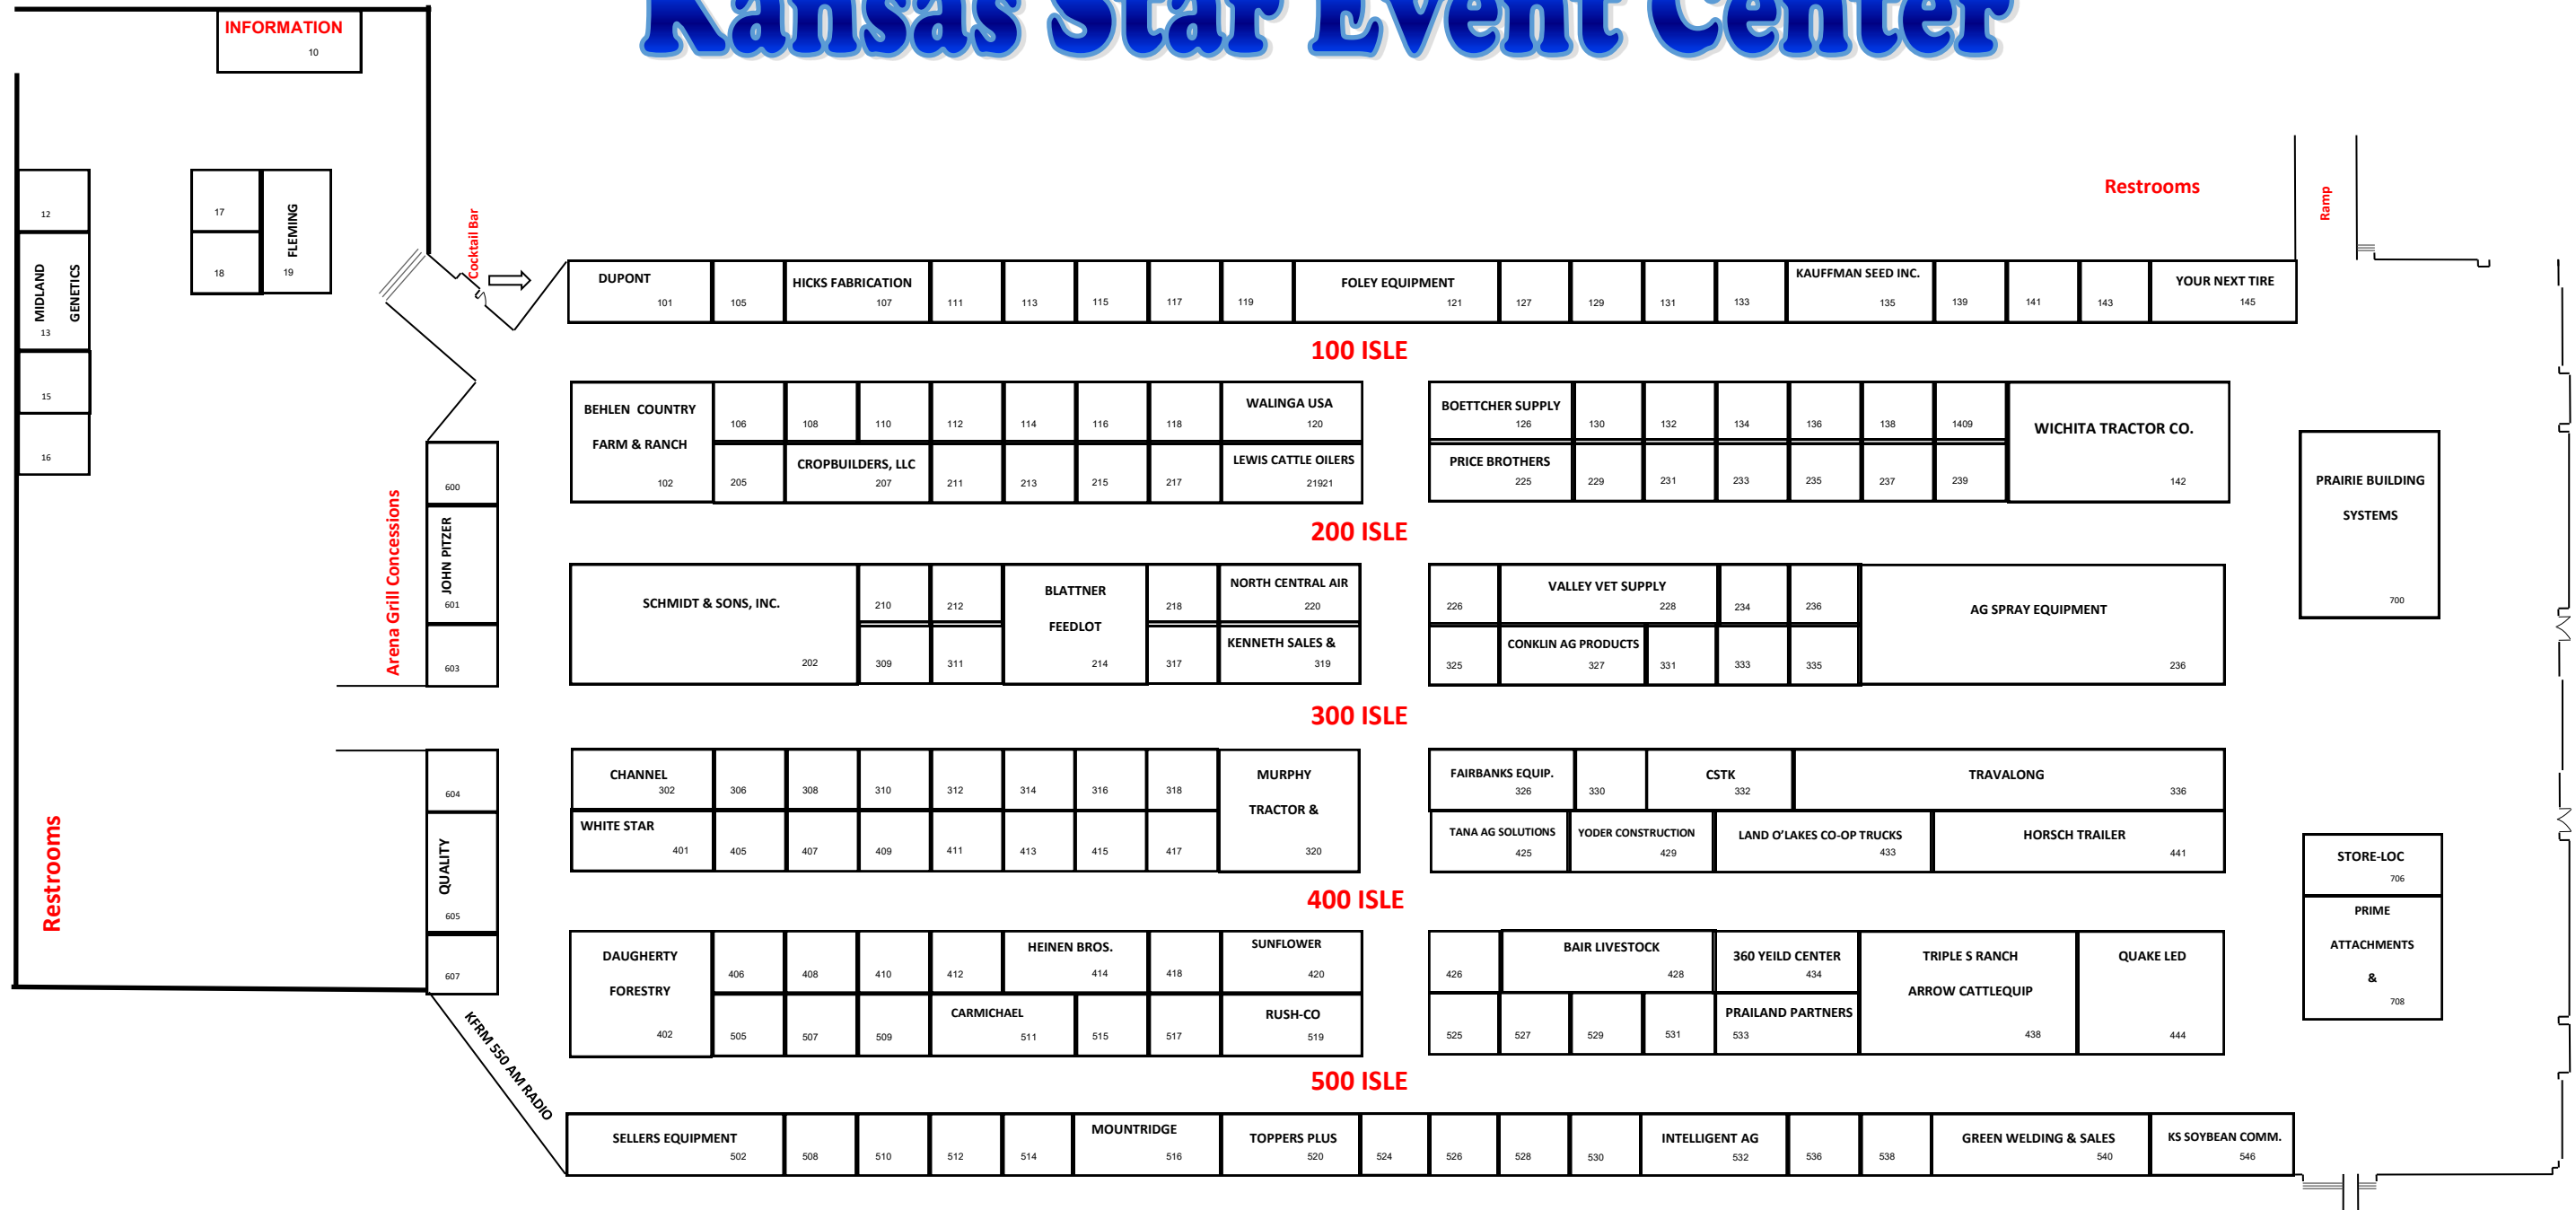 Kansas Star Event Center
INFORMATION
10
12
MIDLAND
GENETICS
13
15
16
17
18
FLEMING
19
Cocktail Bar
Restrooms
Ramp
DUPONT
101
105
HICKS FABRICATION
107
111
113
115
117
119
FOLEY EQUIPMENT
121
127
129
131
133
KAUFFMAN SEED INC.
135
139
141
143
YOUR NEXT TIRE
145
100 ISLE
BEHLEN COUNTRY
FARM & RANCH
102
106
108
110
112
114
116
118
WALINGA USA
120
205
CROPBUILDERS, LLC
207
211
213
215
217
LEWIS CATTLE OILERS
21921
BOETTCHER SUPPLY
126
130
132
134
136
138
1409
PRICE BROTHERS
225
229
231
233
235
237
239
WICHITA TRACTOR CO.
142
PRAIRIE BUILDING
SYSTEMS
700
200 ISLE
Arena Grill Concessions
600
JOHN PITZER
601
603
SCHMIDT & SONS, INC.
202
210
212
BLATTNER
FEEDLOT
214
218
NORTH CENTRAL AIR
220
309
311
317
KENNETH SALES &
319
226
VALLEY VET SUPPLY
228
234
236
325
CONKLIN AG PRODUCTS
327
331
333
335
AG SPRAY EQUIPMENT
236
300 ISLE
Restrooms
604
QUALITY
605
607
KFRM 550 AM RADIO
CHANNEL
302
306
308
310
312
314
316
318
MURPHY
TRACTOR &
320
WHITE STAR
401
405
407
409
411
413
415
417
FAIRBANKS EQUIP.
326
330
CSTK
332
TRAVALONG
336
TANA AG SOLUTIONS
425
YODER CONSTRUCTION
429
LAND O'LAKES CO-OP TRUCKS
433
HORSCH TRAILER
441
STORE-LOC
706
PRIME
ATTACHMENTS
&
708
400 ISLE
DAUGHERTY
FORESTRY
402
406
408
410
412
HEINEN BROS.
414
418
SUNFLOWER
420
505
507
509
CARMICHAEL
511
515
517
RUSH-CO
519
426
BAIR LIVESTOCK
428
360 YEILD CENTER
434
TRIPLE S RANCH
ARROW CATTLEQUIP
438
QUAKE LED
444
525
527
529
531
PRAILAND PARTNERS
533
500 ISLE
SELLERS EQUIPMENT
502
508
510
512
514
MOUNTRIDGE
516
TOPPERS PLUS
520
524
526
528
530
INTELLIGENT AG
532
536
538
GREEN WELDING & SALES
540
KS SOYBEAN COMM.
546